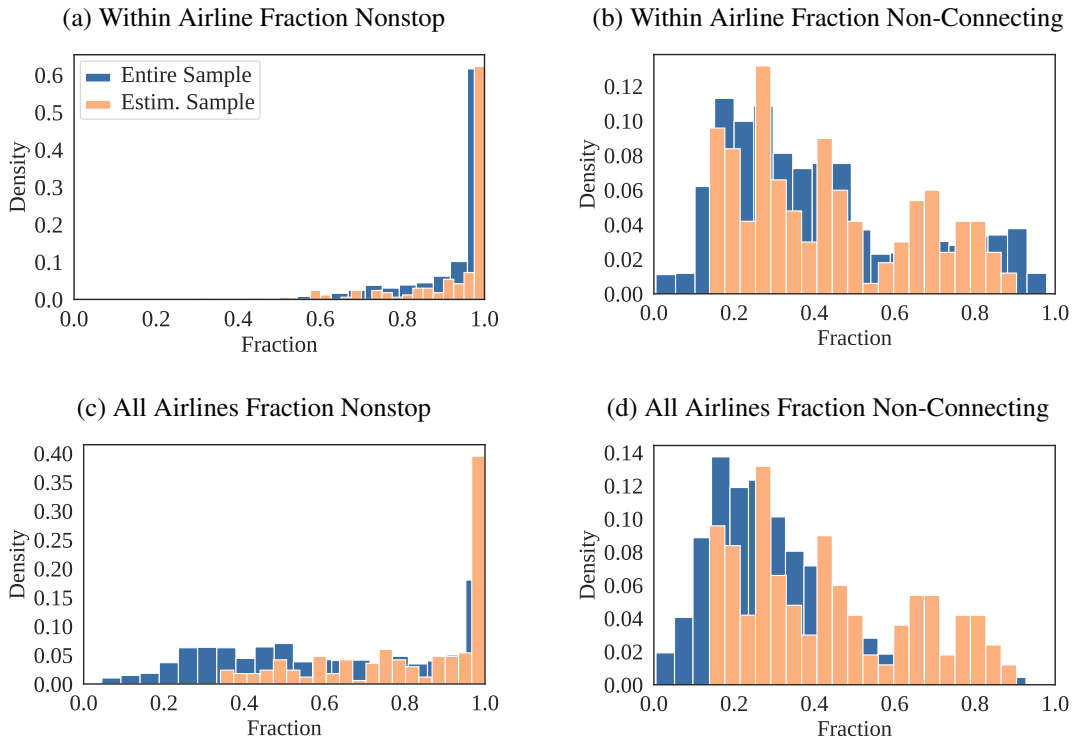 (a) Within Airline Fraction Nonstop
Entire Sample
Estim. Sample
Density
0.6
0.5
0.4
0.3
0.2
0.1
0.0
0.0 0.2 0.4 0.6 0.8 1.0
Fraction
(b) Within Airline Fraction Non-Connecting
Density
0.12
0.10
0.08
0.06
0.04
0.02
0.00
0.0 0.2 0.4 0.6 0.8 1.0
Fraction
(c) All Airlines Fraction Nonstop
Density
0.40
0.35
0.30
0.25
0.20
0.15
0.10
0.05
0.00
0.0 0.2 0.4 0.6 0.8 1.0
Fraction
(d) All Airlines Fraction Non-Connecting
Density
0.14
0.12
0.10
0.08
0.06
0.04
0.02
0.00
0.0 0.2 0.4 0.6 0.8 1.0
Fraction